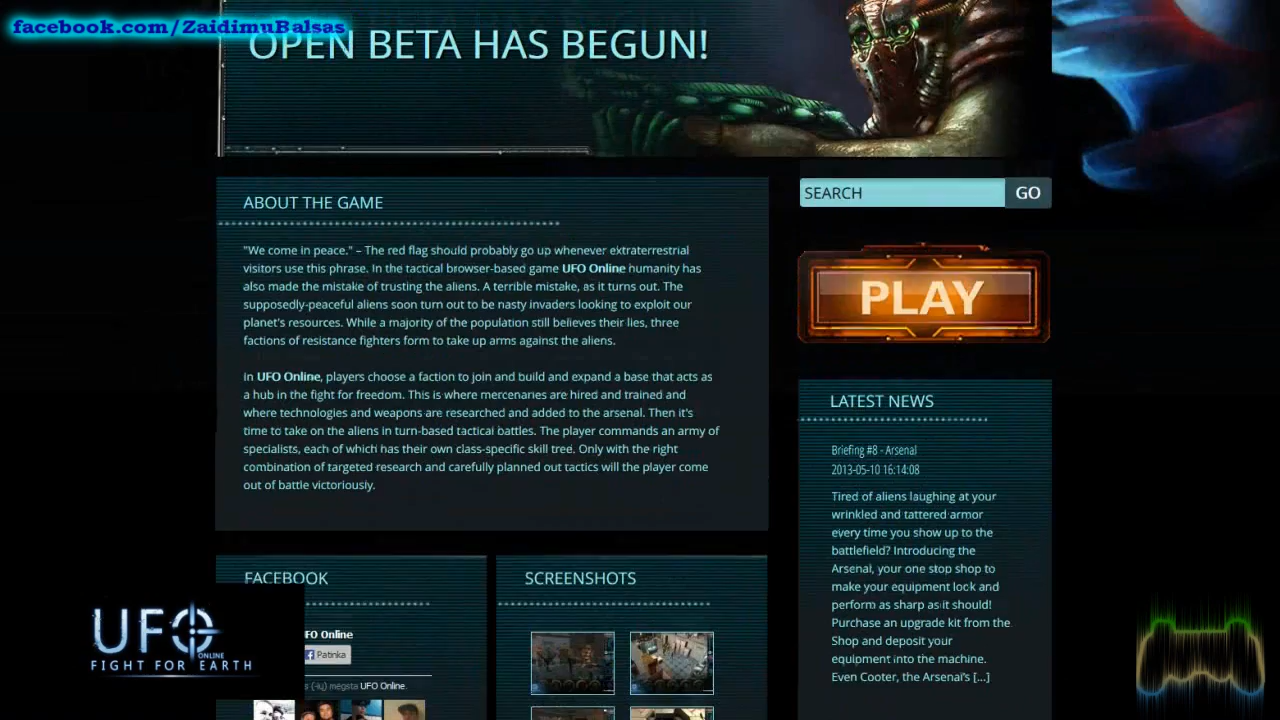 facebook.com/ZaidimuBalsas
OPEN BETA HAS BEGUN!
SEARCH
GO
ABOUT THE GAME
"We come in peace." – The red flag should probably go up whenever extraterrestrial
visitors use this phrase. In the tactical browser-based game UFO Online humanity has
also made the mistake of trusting the aliens. A terrible mistake, as it turns out. The
supposedly-peaceful aliens soon turn out to be nasty invaders looking to exploit our
planet's resources. While a majority of the population still believes their lies, three
factions of resistance fighters form to take up arms against the aliens.
In UFO Online, players choose a faction to join and build and expand a base that acts as
a hub in the fight for freedom. This is where mercenaries are hired and trained and
where technologies and weapons are researched and added to the arsenal. Then it's
time to take on the aliens in turn-based tactical battles. The player commands an army of
specialists, each of which has their own class-specific skill tree. Only with the right
combination of targeted research and carefully planned out tactics will the player come
out of battle victoriously.
PLAY
LATEST NEWS
Briefing #8 - Arsenal
2013-05-10 16:14:08
Tired of aliens laughing at your
wrinkled and tattered armor
every time you show up to the
battlefield? Introducing the
Arsenal, your one stop shop to
make your equipment look and
perform as sharp as it should!
Purchase an upgrade kit from the
Shop and deposit your
equipment into the machine.
Even Cooter, the Arsenal's [...]
FACEBOOK
UFO Online
Patinka
(-ių) mėgsta UFO Online.
SCREENSHOTS
UFO
ONLINE
FIGHT FOR EARTH